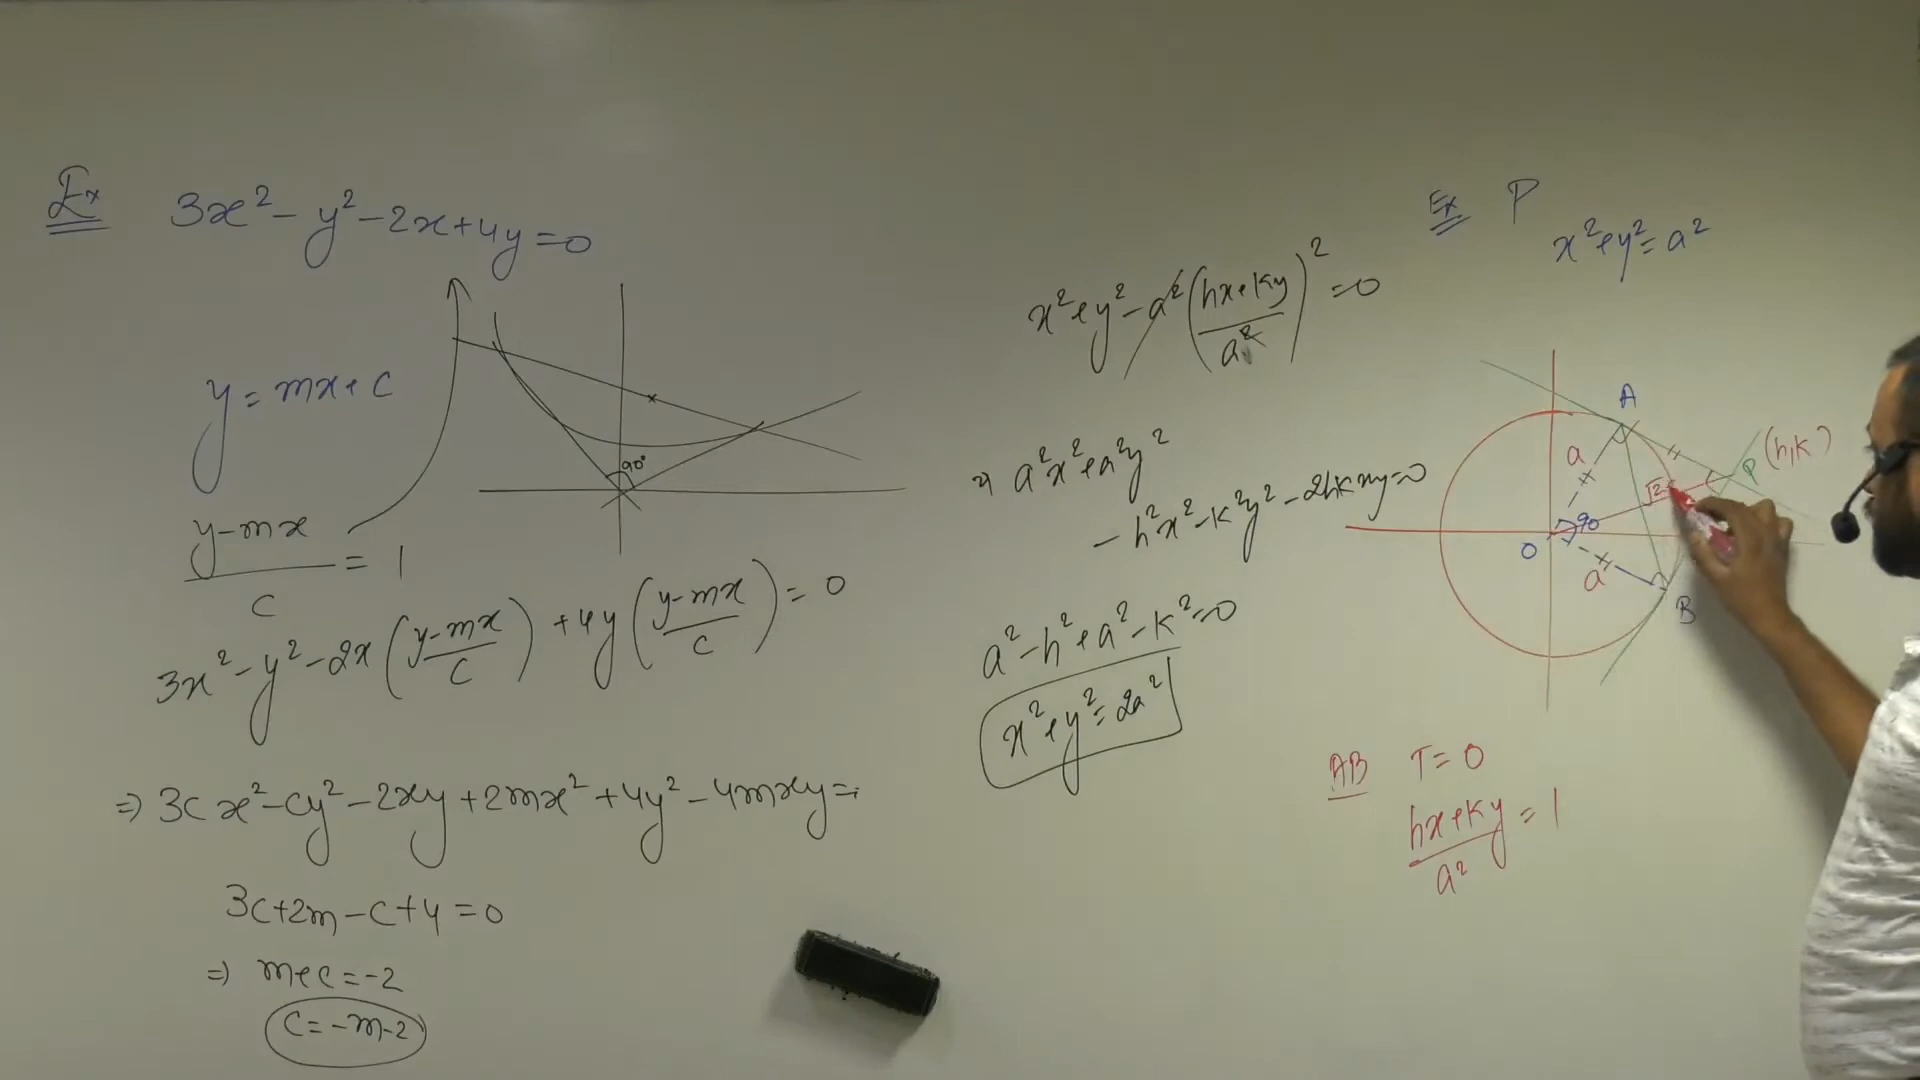 Ex 3x² - y² - 2x + 4y = 0
y = mx + c
90°
(y - mx)/c = 1
3x² - y² - 2x((y - mx)/c) + 4y((y - mx)/c) = 0
⇒ 3cx² - cy² - 2xy + 2mx² + 4y² - 4mxy =
3c + 2m - c + 4 = 0
⇒ m + c = -2
c = -m - 2
x² + y² - a²((hx + ky)/a²)² = 0
⇒ a²x² + a²y²
- h²x² - k²y² - 2hkxy = 0
a² - h² + a² - k² = 0
x² + y² = 2a²
Ex P
x² + y² = a²
A
a
P (h, k)
90
O
a
B
AB T = 0
(hx + ky)/a² = 1